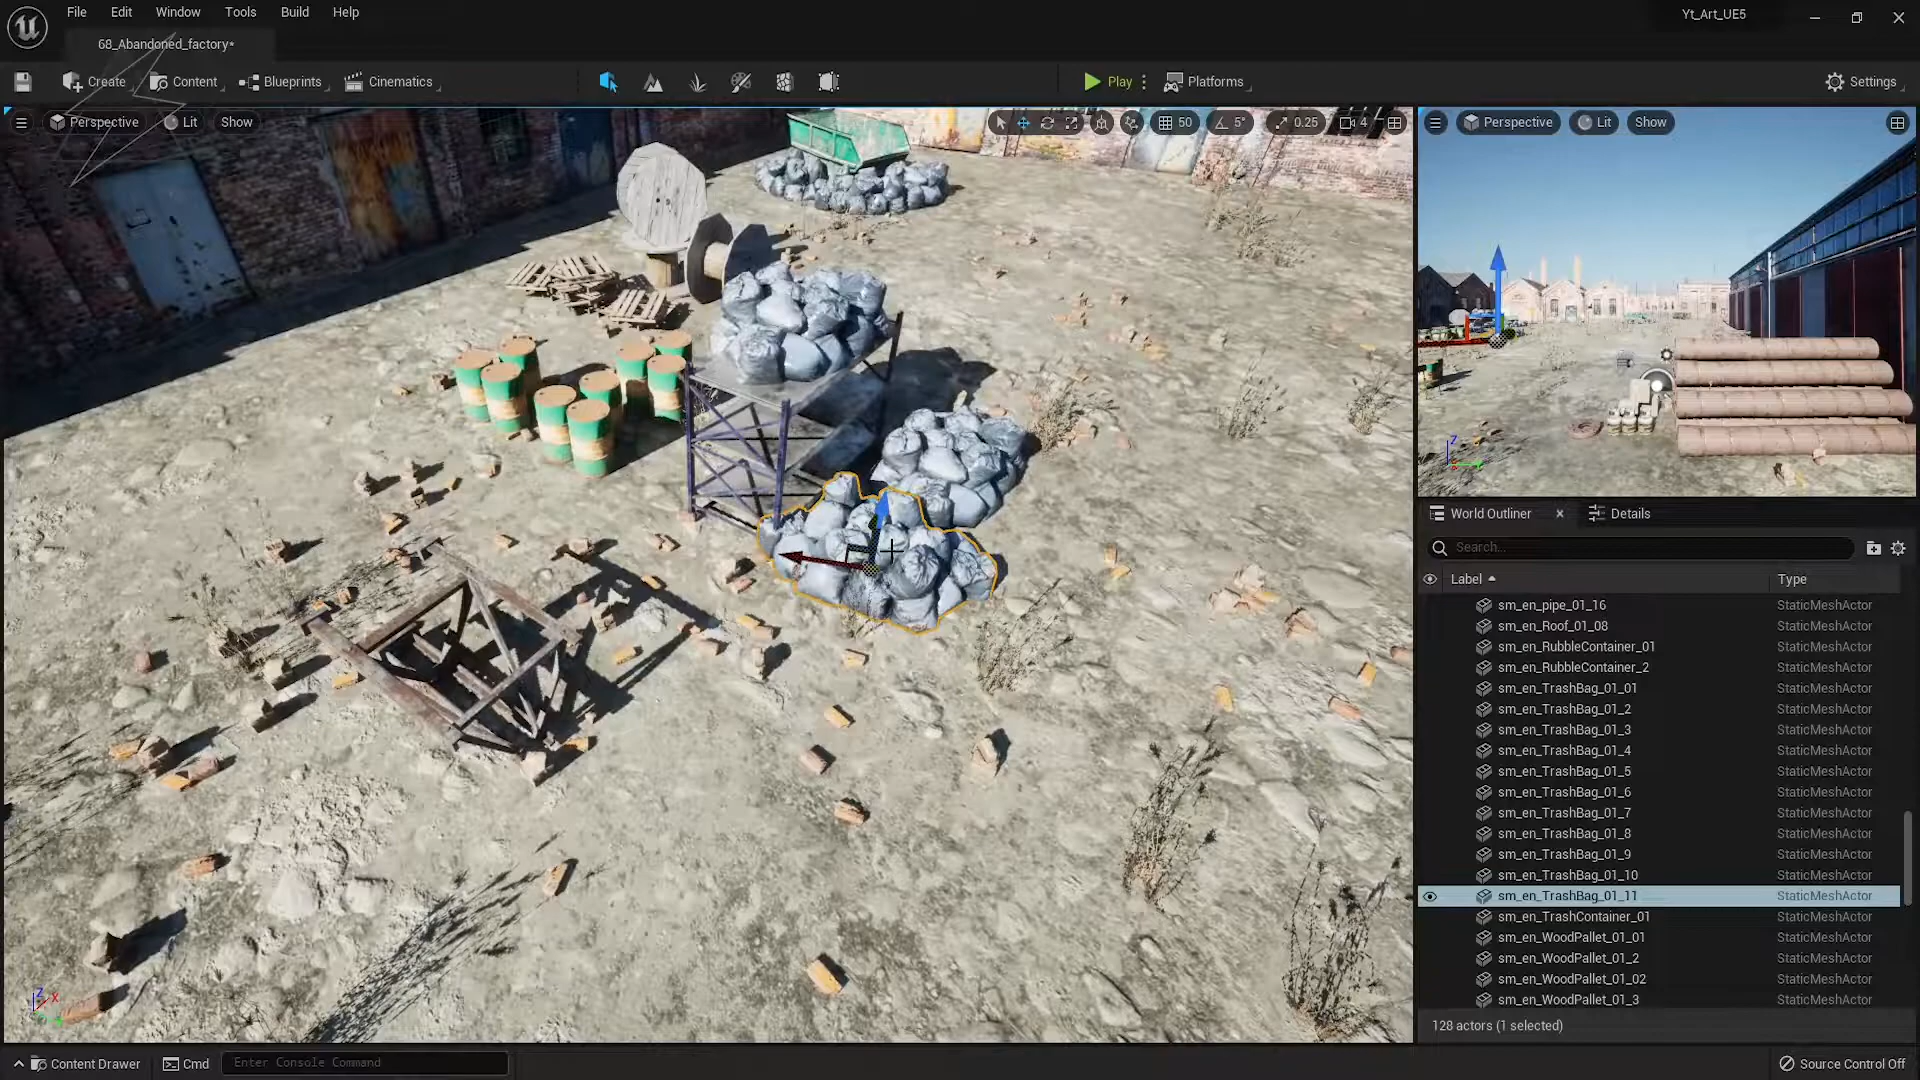 File Edit Window Tools Build Help
Yt_Art_UE5
68_Abandoned_factory*
Create Content Blueprints Cinematics Play Platforms Settings
Perspective Lit Show 50 5° 0.25 4
Perspective Lit Show
World Outliner Details
Search...
Label Type
sm_en_pipe_01_16 StaticMeshActor
sm_en_Roof_01_08 StaticMeshActor
sm_en_RubbleContainer_01 StaticMeshActor
sm_en_RubbleContainer_2 StaticMeshActor
sm_en_TrashBag_01_01 StaticMeshActor
sm_en_TrashBag_01_2 StaticMeshActor
sm_en_TrashBag_01_3 StaticMeshActor
sm_en_TrashBag_01_4 StaticMeshActor
sm_en_TrashBag_01_5 StaticMeshActor
sm_en_TrashBag_01_6 StaticMeshActor
sm_en_TrashBag_01_7 StaticMeshActor
sm_en_TrashBag_01_8 StaticMeshActor
sm_en_TrashBag_01_9 StaticMeshActor
sm_en_TrashBag_01_10 StaticMeshActor
sm_en_TrashBag_01_11 StaticMeshActor
sm_en_TrashContainer_01 StaticMeshActor
sm_en_WoodPallet_01_01 StaticMeshActor
sm_en_WoodPallet_01_2 StaticMeshActor
sm_en_WoodPallet_01_02 StaticMeshActor
sm_en_WoodPallet_01_3 StaticMeshActor
Z X
Z
128 actors (1 selected)
Content Drawer Cmd Enter Console Command Source Control Off